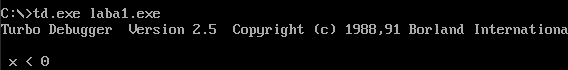 C:\>td.exe laba1.exe
Turbo Debugger  Version 2.5  Copyright (c) 1988,91 Borland Internationa
x < 0